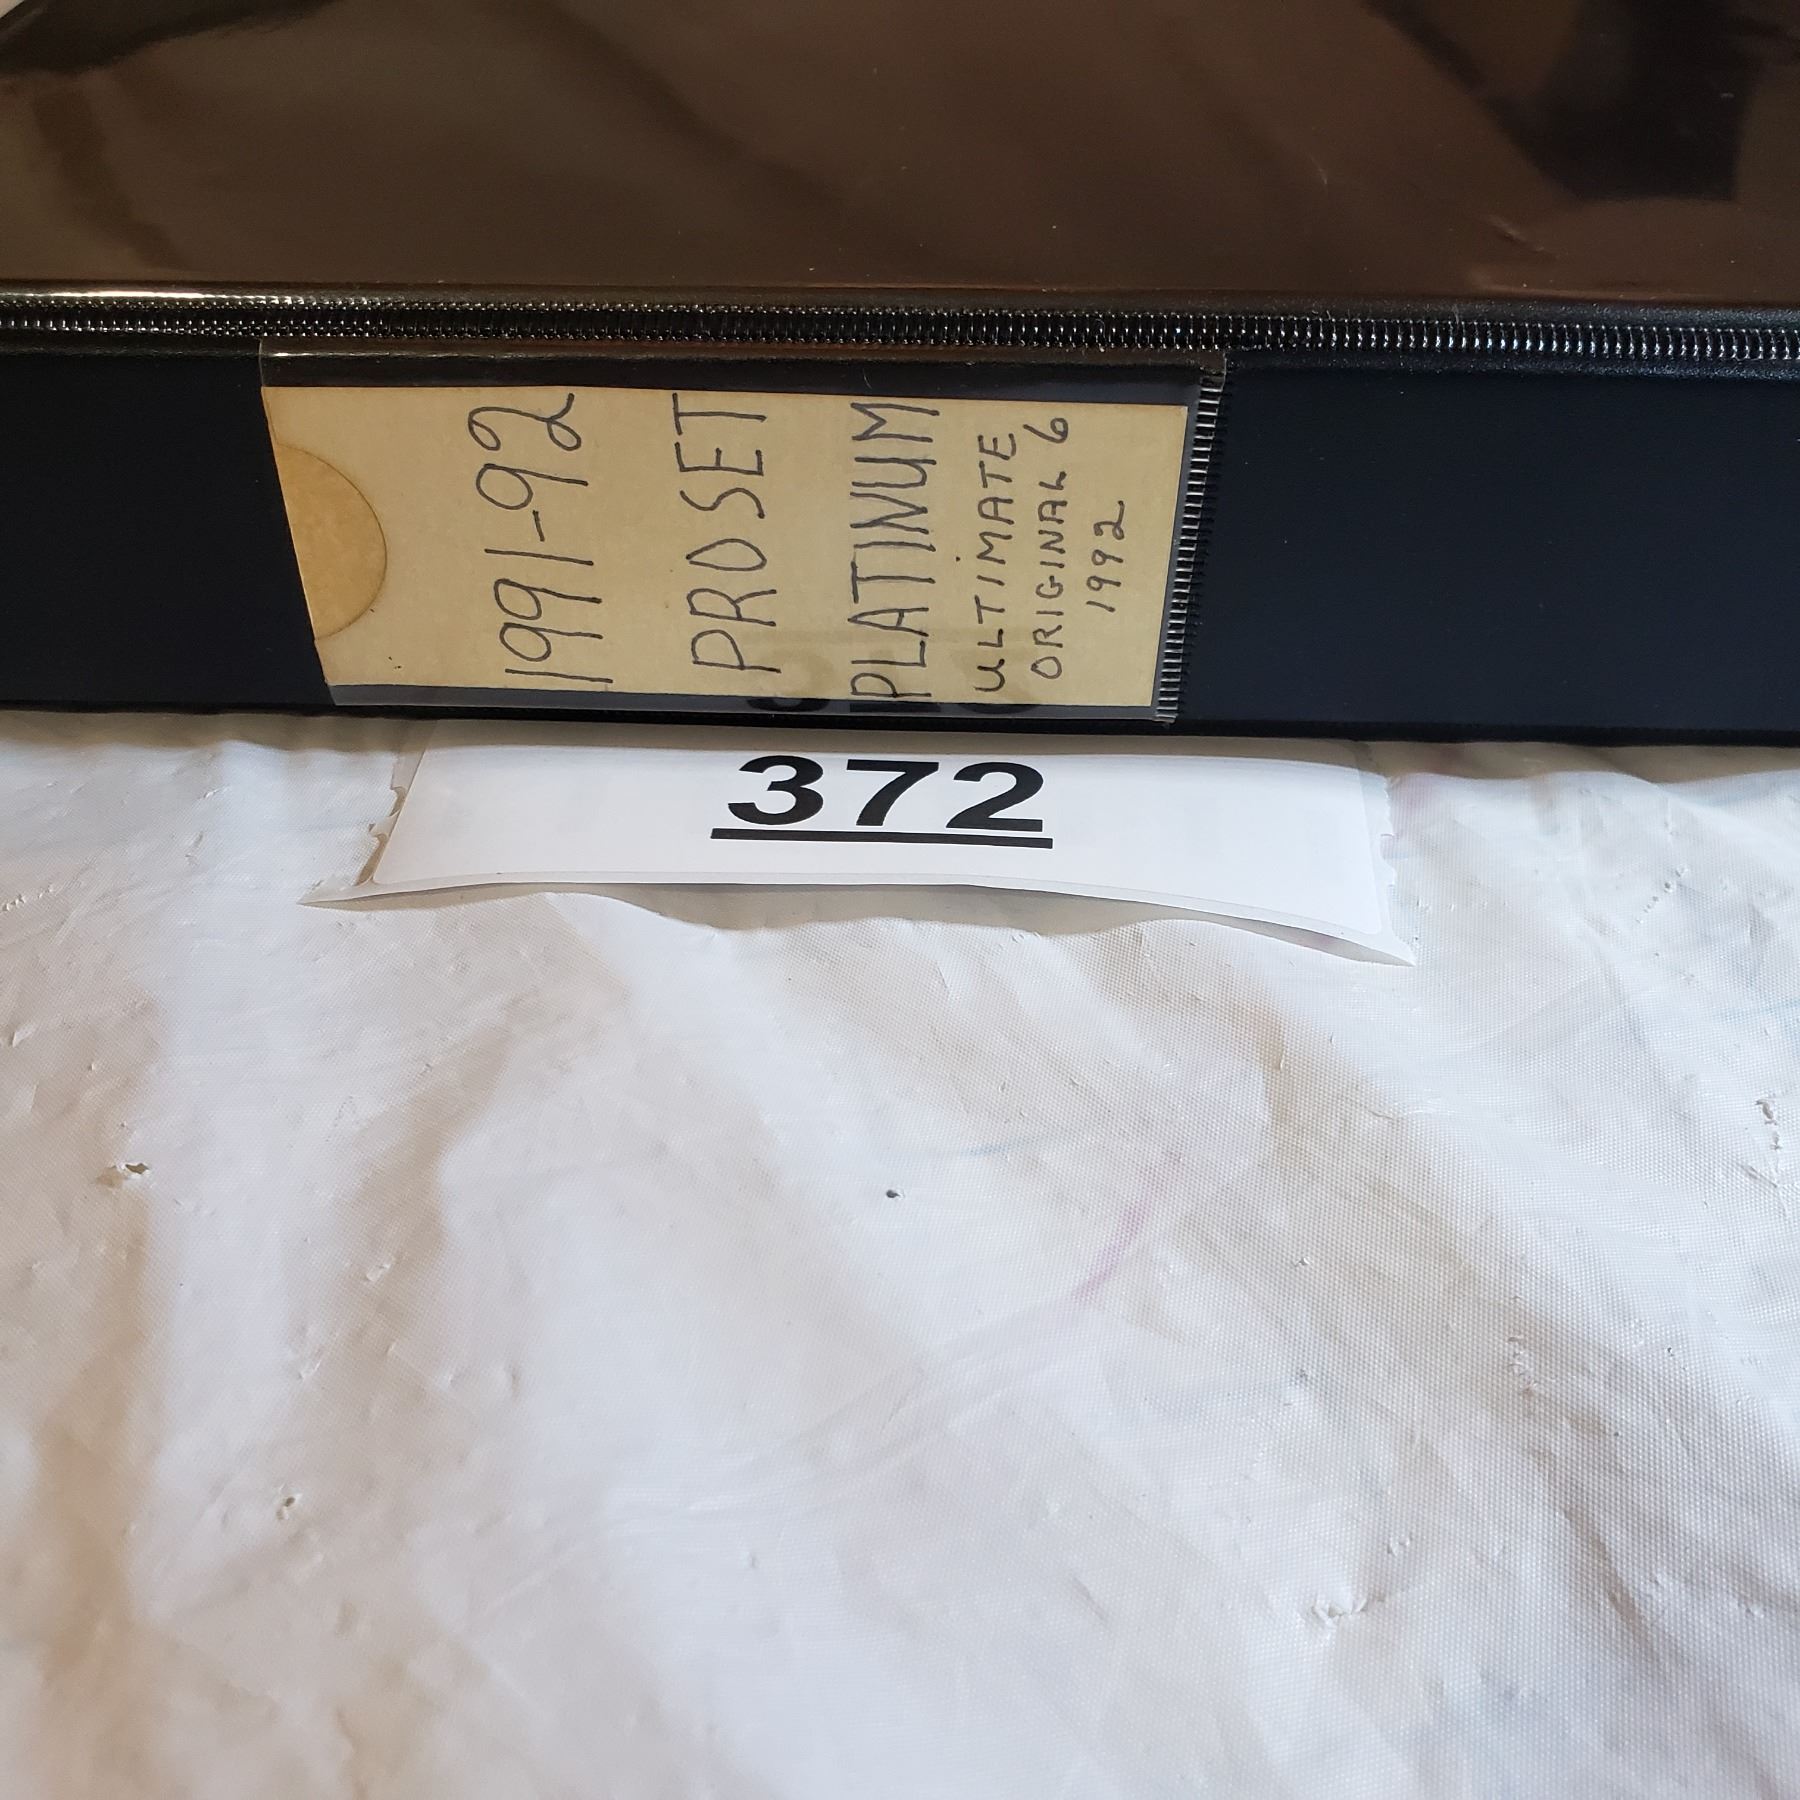 1991-92
PROSET
PLATINUM
ULTIMATE
ORIGINAL 6
1992
372